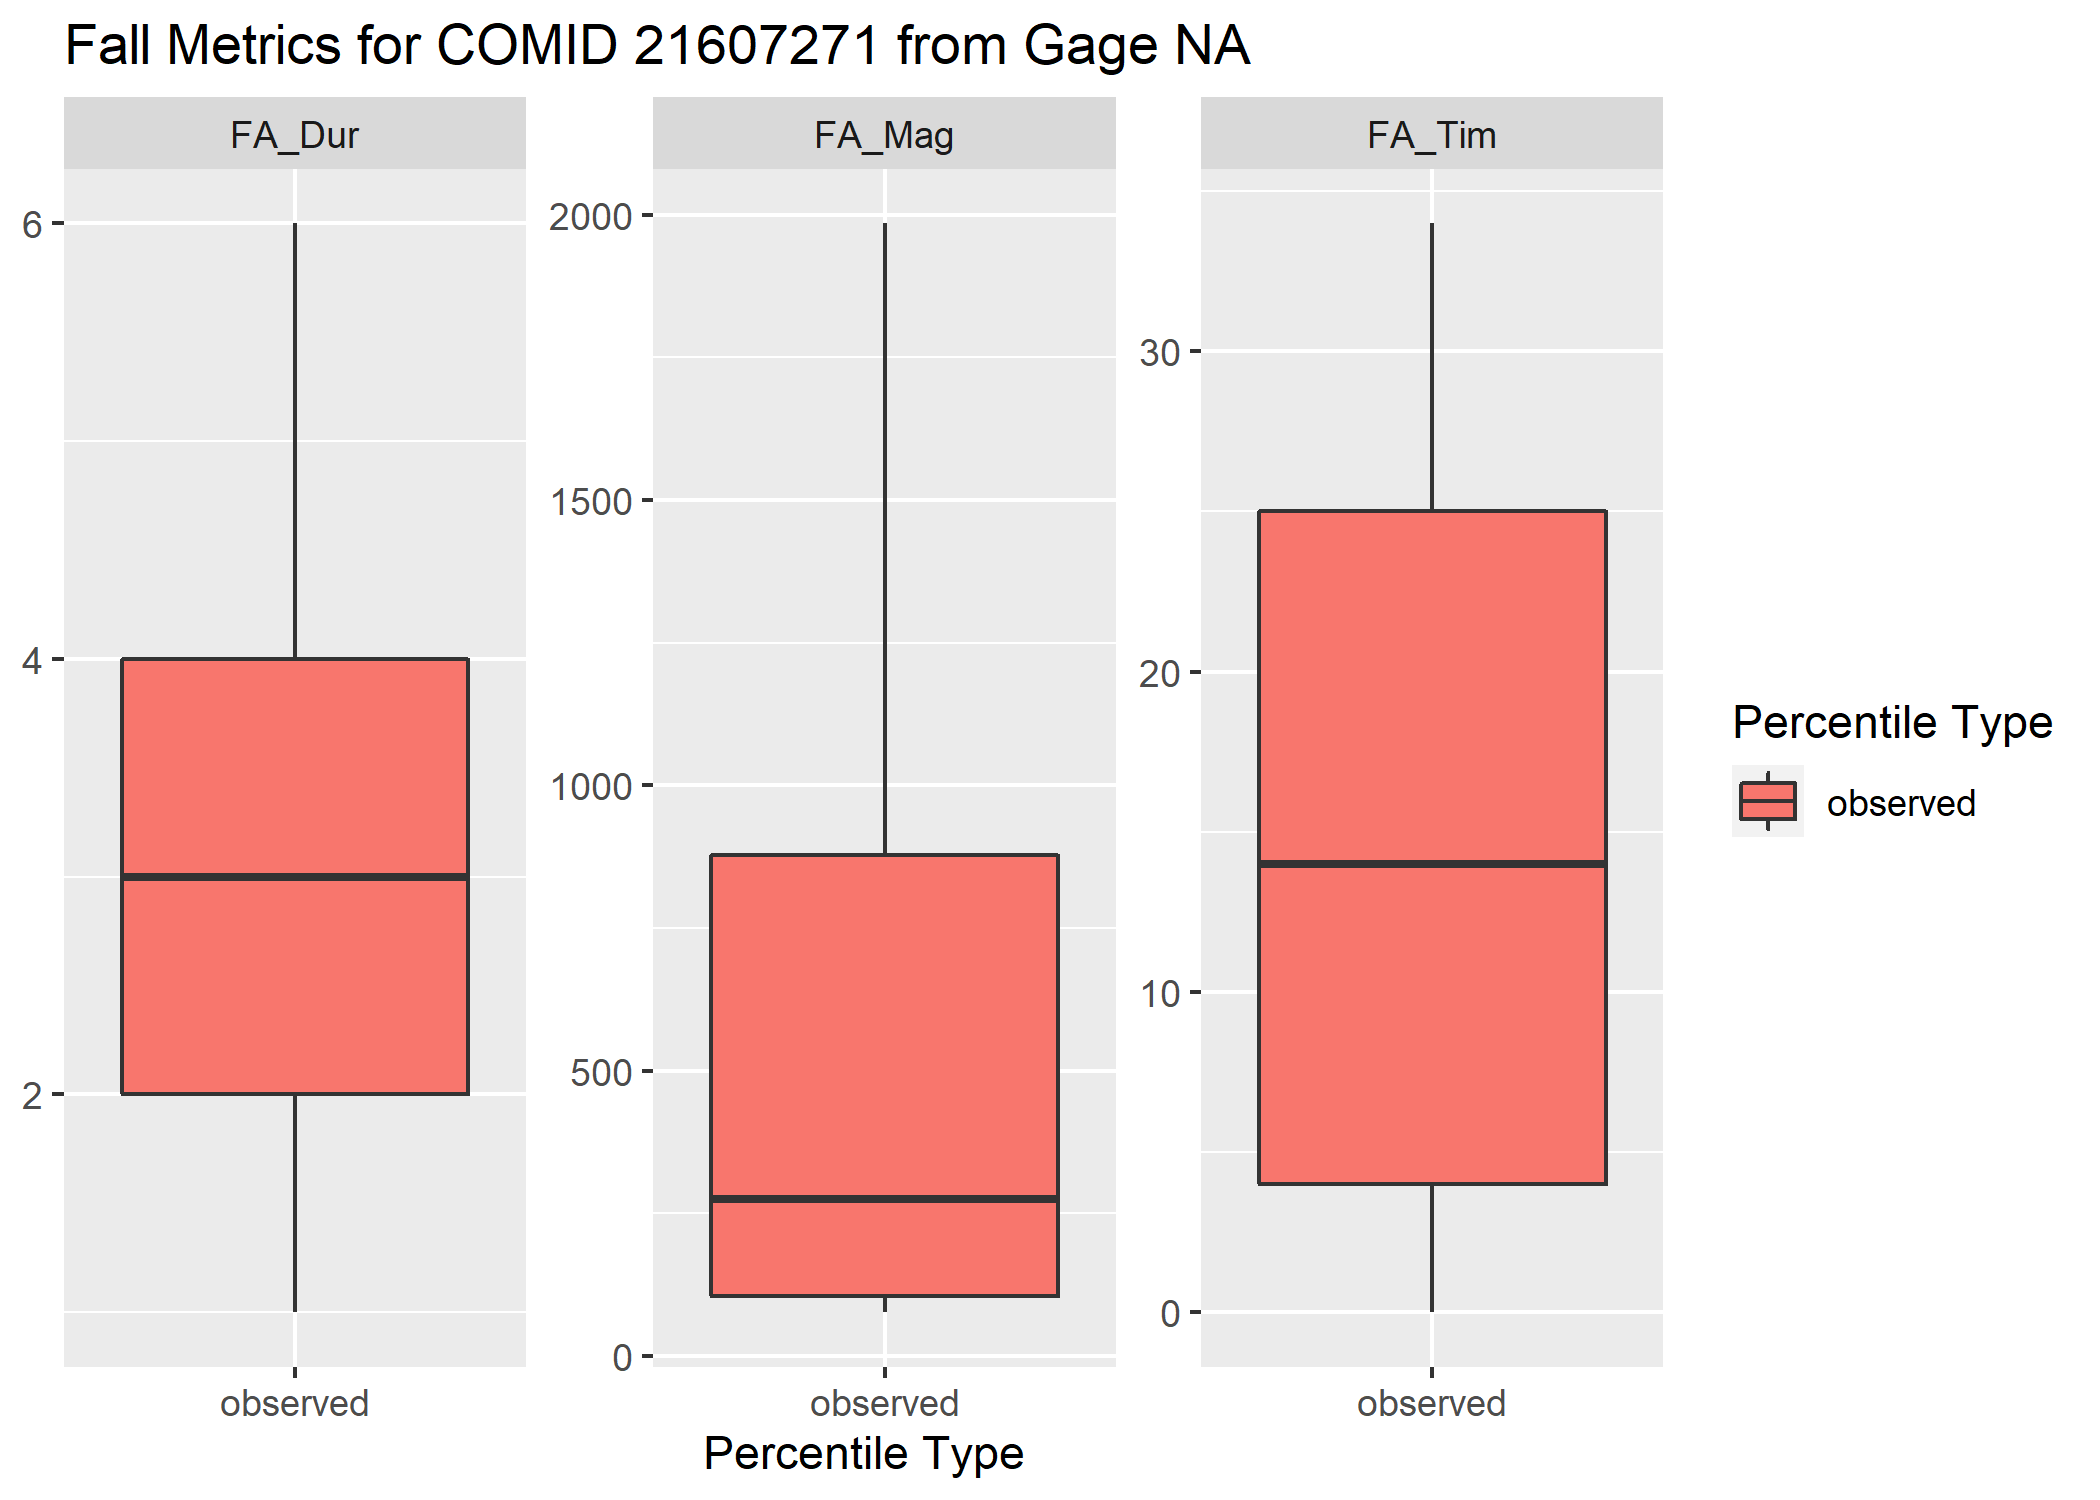 Fall Metrics for COMID 21607271 from Gage NA
FA_Dur
FA_Mag
FA_Tim
6
4
2
2000
1500
1000
500
0
30
20
10
0
observed
observed
observed
Percentile Type
Percentile Type
observed